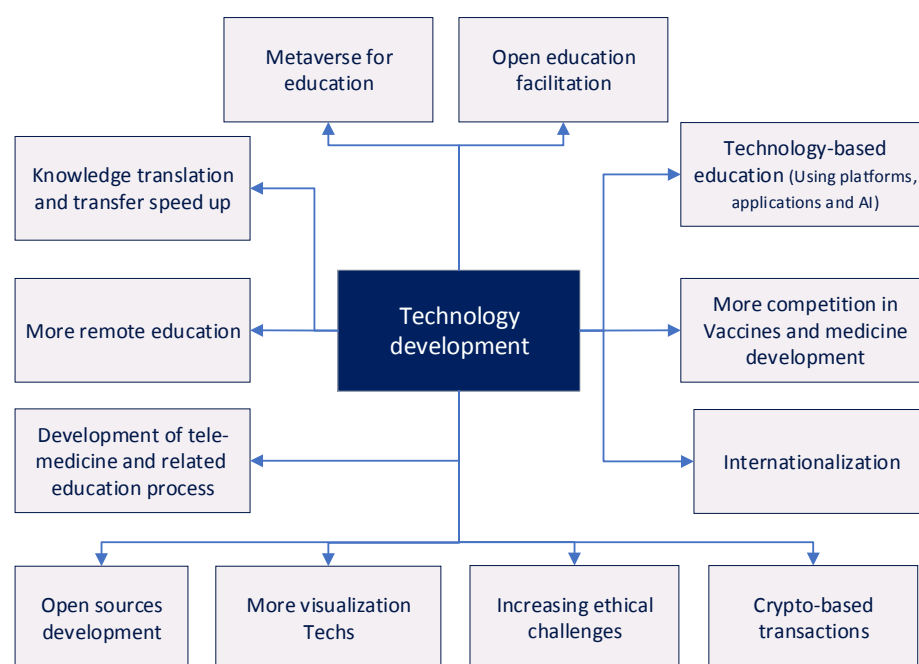 Metaverse for
education
Open education
facilitation
Knowledge translation
and transfer speed up
Technology-based
education (Using platforms,
applications and AI)
More remote education
Technology
development
More competition in
Vaccines and medicine
development
Development of tele-
medicine and related
education process
Internationalization
Open sources
development
More visualization
Techs
Increasing ethical
challenges
Crypto-based
transactions